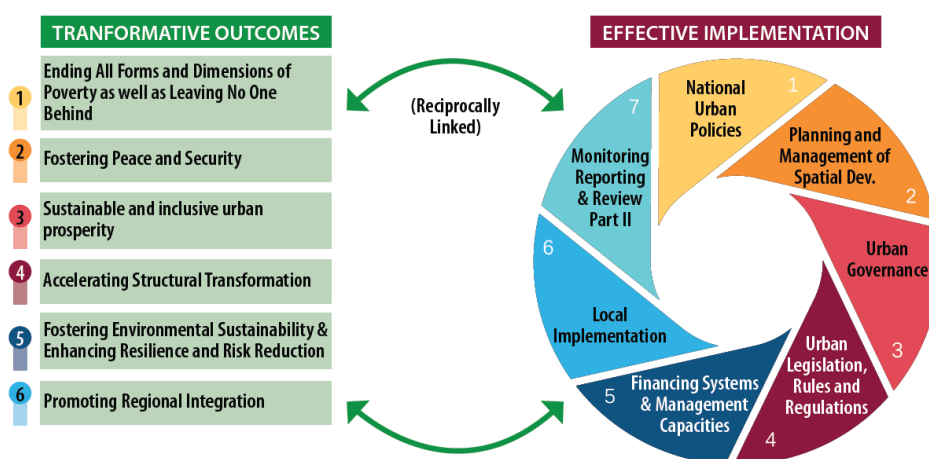 TRANFORMATIVE OUTCOMES
1
Ending All Forms and Dimensions of
Poverty as well as Leaving No One
Behind
2
Fostering Peace and Security
3
Sustainable and inclusive urban
prosperity
4
Accelerating Structural Transformation
5
Fostering Environmental Sustainability &
Enhancing Resilience and Risk Reduction
6
Promoting Regional Integration
(Reciprocally
Linked)
EFFECTIVE IMPLEMENTATION
1
National
Urban
Policies
Planning and
Management of
Spatial Dev.
2
Urban
Governance
3
Urban
Legislation,
Rules and
Regulations
4
Financing Systems
& Management
Capacities
5
Local
Implementation
6
Monitoring
Reporting
& Review
Part II
7